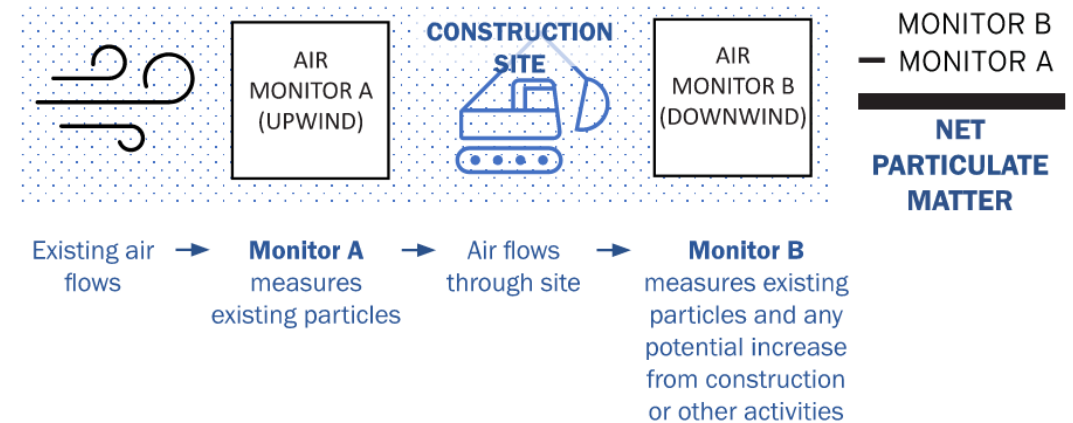 AIR
MONITOR A
(UPWIND)
CONSTRUCTION
SITE
AIR
MONITOR B
(DOWNWIND)
MONITOR B
— MONITOR A
NET
PARTICULATE
MATTER
Existing air
flows
Monitor A
measures
existing particles
Air flows
through site
Monitor B
measures existing
particles and any
potential increase
from construction
or other activities